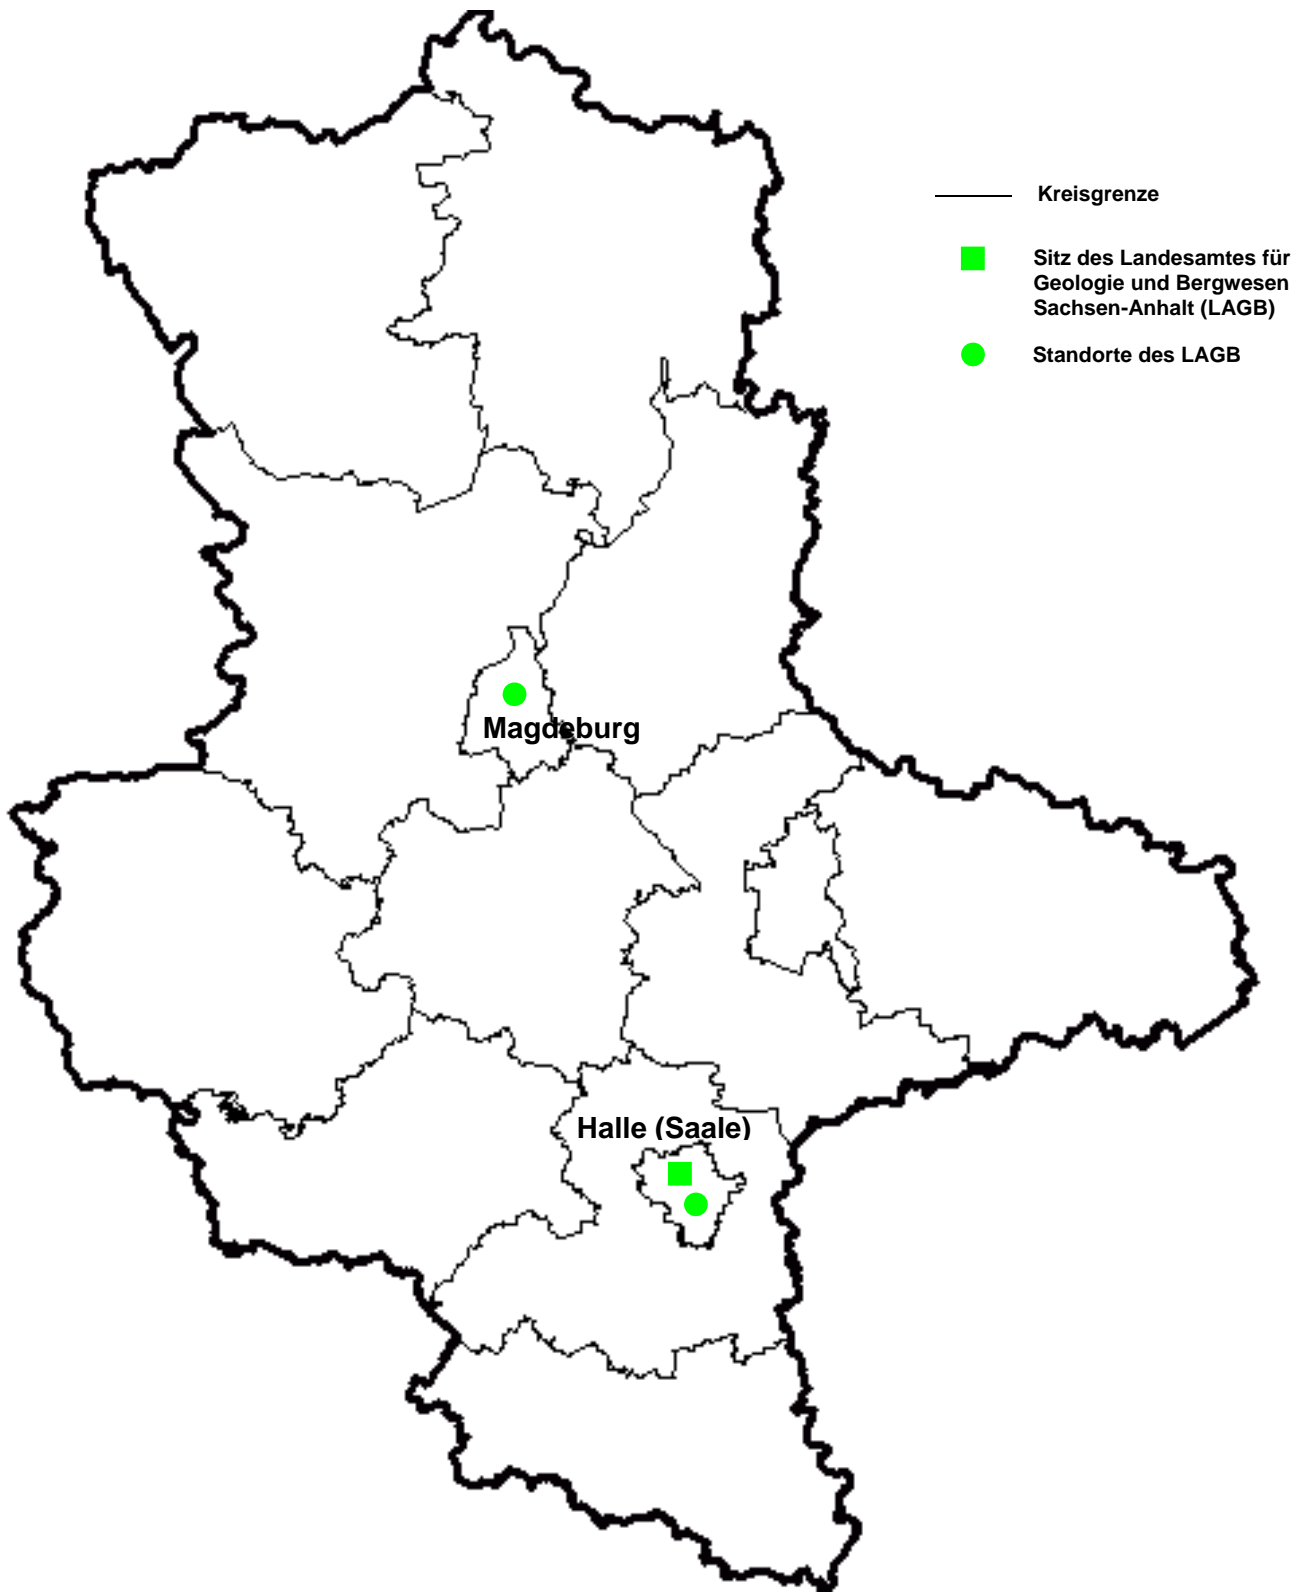 Kreisgrenze
Sitz des Landesamtes für
Geologie und Bergwesen
Sachsen-Anhalt (LAGB)
Standorte des LAGB
Magdeburg
Halle (Saale)